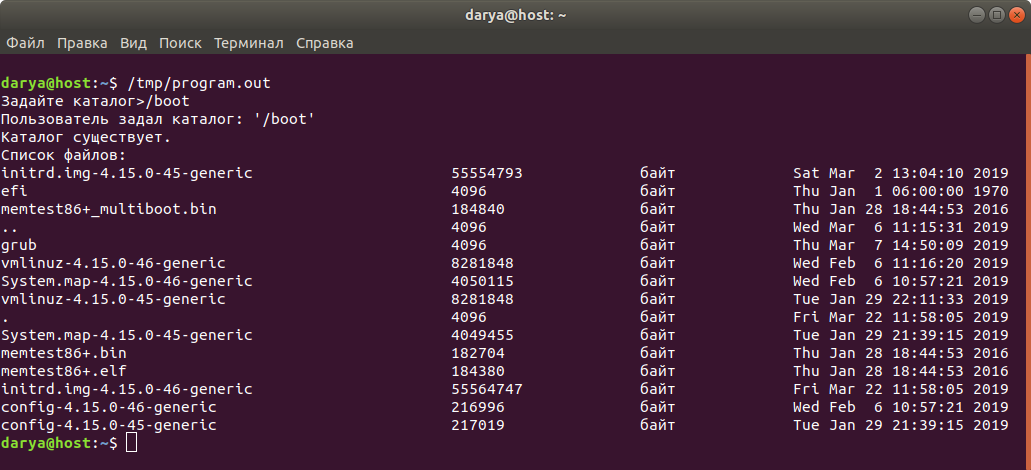 darya@host: ~
Файл Правка Вид Поиск Терминал Справка
darya@host:~$ /tmp/program.out
Задайте каталог>/boot
Пользователь задал каталог: '/boot'
Каталог существует.
Список файлов:
initrd.img-4.15.0-45-generic 55554793 байт Sat Mar  2 13:04:10 2019
efi 4096 байт Thu Jan  1 06:00:00 1970
memtest86+_multiboot.bin 184840 байт Thu Jan 28 18:44:53 2016
.. 4096 байт Wed Mar  6 11:15:31 2019
grub 4096 байт Thu Mar  7 14:50:09 2019
vmlinuz-4.15.0-46-generic 8281848 байт Wed Feb  6 11:16:20 2019
System.map-4.15.0-46-generic 4050115 байт Wed Feb  6 10:57:21 2019
vmlinuz-4.15.0-45-generic 8281848 байт Tue Jan 29 22:11:33 2019
. 4096 байт Fri Mar 22 11:58:05 2019
System.map-4.15.0-45-generic 4049455 байт Tue Jan 29 21:39:15 2019
memtest86+.bin 182704 байт Thu Jan 28 18:44:53 2016
memtest86+.elf 184380 байт Thu Jan 28 18:44:53 2016
initrd.img-4.15.0-46-generic 55564747 байт Fri Mar 22 11:58:05 2019
config-4.15.0-46-generic 216996 байт Wed Feb  6 10:57:21 2019
config-4.15.0-45-generic 217019 байт Tue Jan 29 21:39:15 2019
darya@host:~$